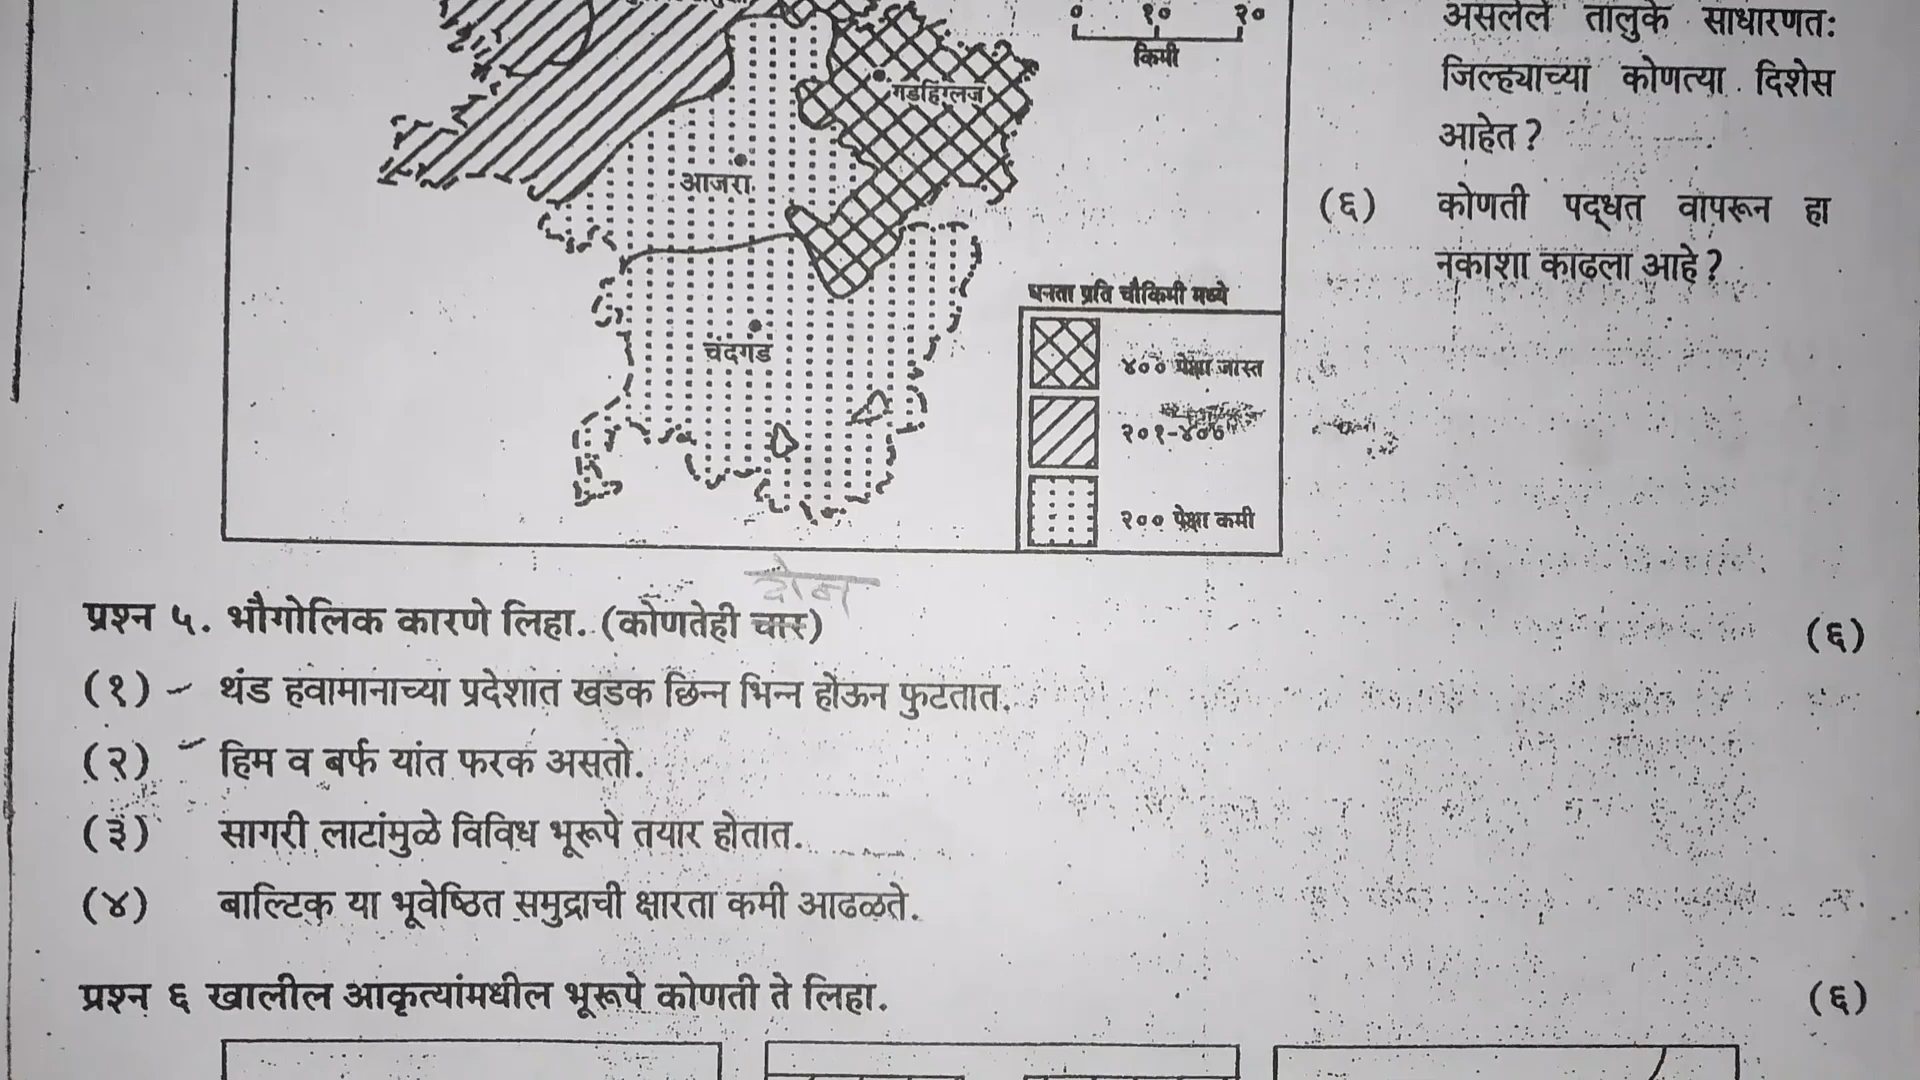 ० १० २०
किमी
गडहिंग्लज
आजरा
चंदगड
घनता प्रति चौकिमी मध्ये
४०० पेक्षा जास्त
२०१-४००
२०० पेक्षा कमी
असलेले तालुके साधारणतः
जिल्ह्याच्या कोणत्या दिशेस
आहेत ?
(६) कोणती पद्धत वापरून हा
नकाशा काढला आहे ?
दोन
प्रश्न ५. भौगोलिक कारणे लिहा. (कोणतेही चार) (६)
(१) थंड हवामानाच्या प्रदेशात खडक छिन्न भिन्न होऊन फुटतात.
(२) हिम व बर्फ यांत फरक असतो.
(३) सागरी लाटांमुळे विविध भूरूपे तयार होतात.
(४) बाल्टिक या भूवेष्ठित समुद्राची क्षारता कमी आढळते.
प्रश्न ६ खालील आकृत्यांमधील भूरूपे कोणती ते लिहा. (६)